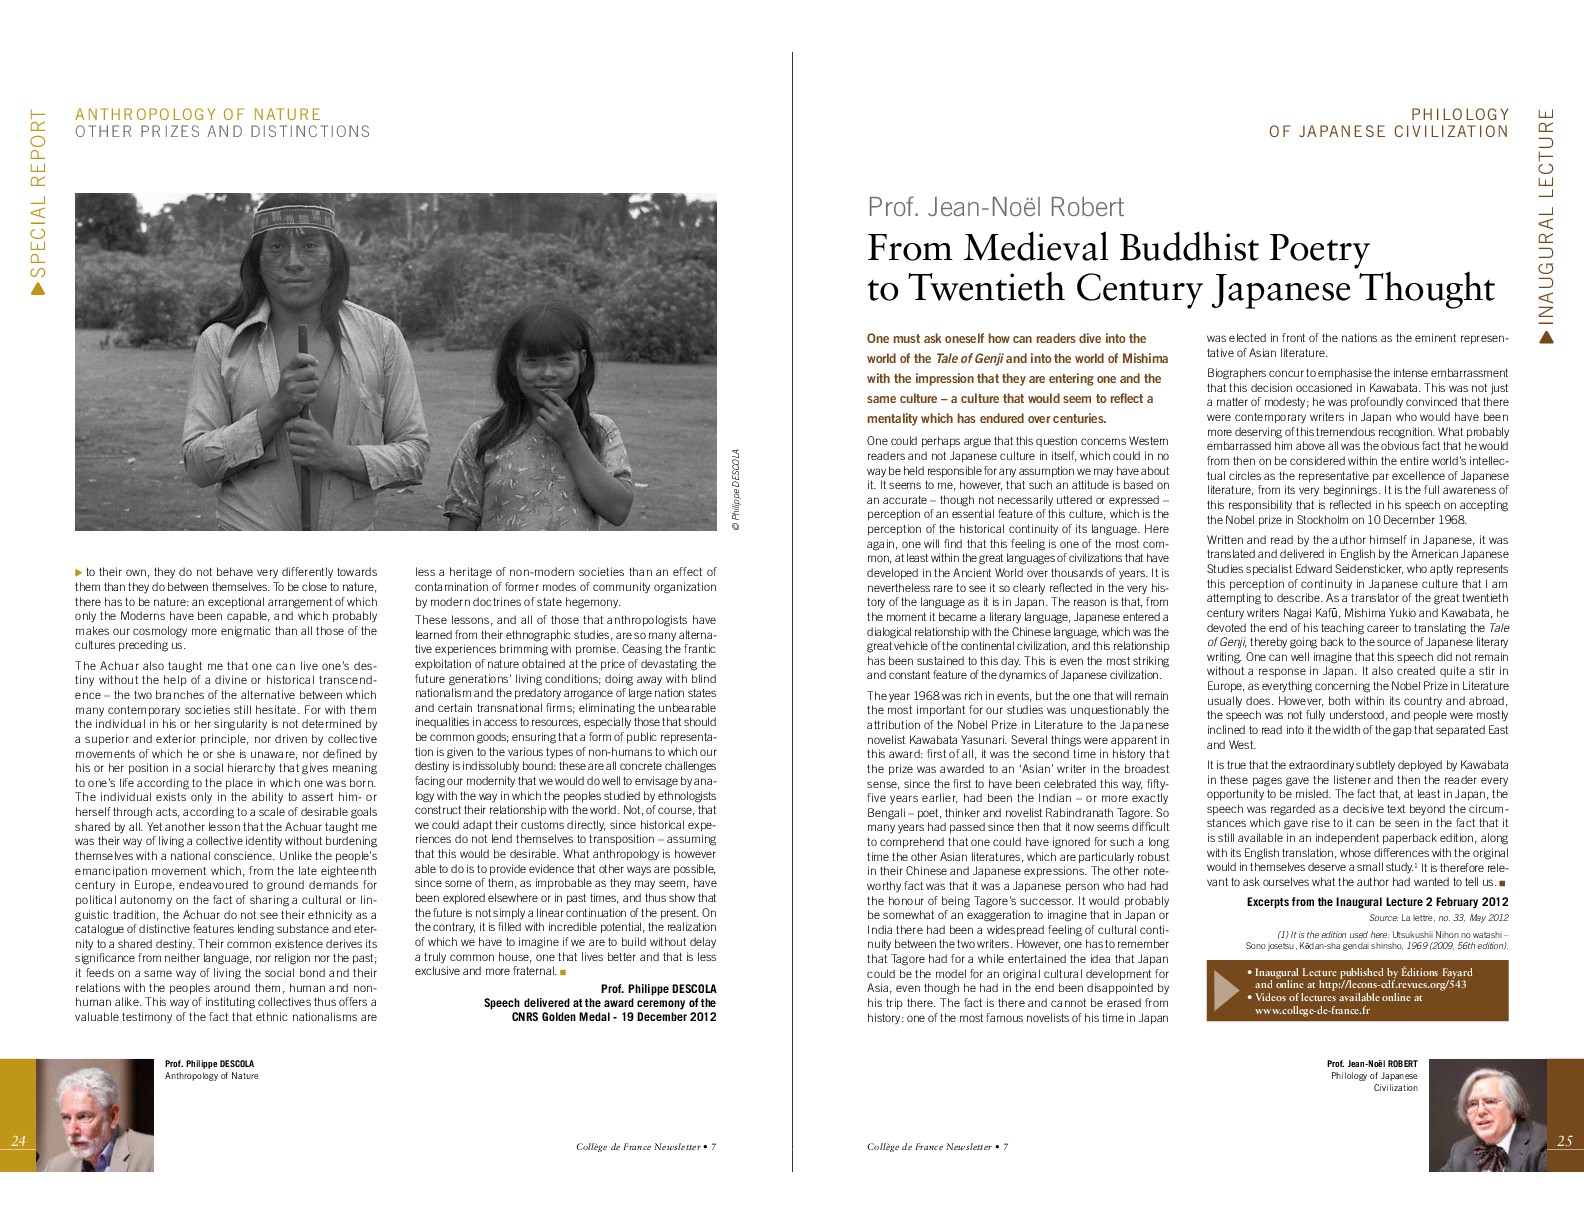 SPECIAL REPORT
ANTHROPOLOGY OF NATURE
OTHER PRIZES AND DISTINCTIONS
© Philippe DESCOLA
to their own, they do not behave very differently towards
them than they do between themselves. To be close to nature,
there has to be nature: an exceptional arrangement of which
only the Moderns have been capable, and which probably
makes our cosmology more enigmatic than all those of the
cultures preceding us.
The Achuar also taught me that one can live one's des-
tiny without the help of a divine or historical transcend-
ence – the two branches of the alternative between which
many contemporary societies still hesitate. For with them
the individual in his or her singularity is not determined by
a superior and exterior principle, nor driven by collective
movements of which he or she is unaware, nor defined by
his or her position in a social hierarchy that gives meaning
to one's life according to the place in which one was born.
The individual exists only in the ability to assert him- or
herself through acts, according to a scale of desirable goals
shared by all. Yet another lesson that the Achuar taught me
was their way of living a collective identity without burdening
themselves with a national conscience. Unlike the people's
emancipation movement which, from the late eighteenth
century in Europe, endeavoured to ground demands for
political autonomy on the fact of sharing a cultural or lin-
guistic tradition, the Achuar do not see their ethnicity as a
catalogue of distinctive features lending substance and eter-
nity to a shared destiny. Their common existence derives its
significance from neither language, nor religion nor the past;
it feeds on a same way of living the social bond and their
relations with the peoples around them, human and non-
human alike. This way of instituting collectives thus offers a
valuable testimony of the fact that ethnic nationalisms are
less a heritage of non-modern societies than an effect of
contamination of former modes of community organization
by modern doctrines of state hegemony.
These lessons, and all of those that anthropologists have
learned from their ethnographic studies, are so many alterna-
tive experiences brimming with promise. Ceasing the frantic
exploitation of nature obtained at the price of devastating the
future generations' living conditions; doing away with blind
nationalism and the predatory arrogance of large nation states
and certain transnational firms; eliminating the unbearable
inequalities in access to resources, especially those that should
be common goods; ensuring that a form of public representa-
tion is given to the various types of non-humans to which our
destiny is indissolubly bound: these are all concrete challenges
facing our modernity that we would do well to envisage by ana-
logy with the way in which the peoples studied by ethnologists
construct their relationship with the world. Not, of course, that
we could adapt their customs directly, since historical expe-
riences do not lend themselves to transposition – assuming
that this would be desirable. What anthropology is however
able to do is to provide evidence that other ways are possible,
since some of them, as improbable as they may seem, have
been explored elsewhere or in past times, and thus show that
the future is not simply a linear continuation of the present. On
the contrary, it is filled with incredible potential, the realization
of which we have to imagine if we are to build without delay
a truly common house, one that lives better and that is less
exclusive and more fraternal.
Prof. Philippe DESCOLA
Speech delivered at the award ceremony of the
CNRS Golden Medal - 19 December 2012
Prof. Philippe DESCOLA
Anthropology of Nature
24
Collège de France Newsletter • 7
PHILOLOGY
OF JAPANESE CIVILIZATION
INAUGURAL LECTURE
Prof. Jean-Noël Robert
From Medieval Buddhist Poetry
to Twentieth Century Japanese Thought
One must ask oneself how can readers dive into the
world of the Tale of Genji and into the world of Mishima
with the impression that they are entering one and the
same culture – a culture that would seem to reflect a
mentality which has endured over centuries.
One could perhaps argue that this question concerns Western
readers and not Japanese culture in itself, which could in no
way be held responsible for any assumption we may have about
it. It seems to me, however, that such an attitude is based on
an accurate – though not necessarily uttered or expressed –
perception of an essential feature of this culture, which is the
perception of the historical continuity of its language. Here
again, one will find that this feeling is one of the most com-
mon, at least within the great languages of civilizations that have
developed in the Ancient World over thousands of years. It is
nevertheless rare to see it so clearly reflected in the very his-
tory of the language as it is in Japan. The reason is that, from
the moment it became a literary language, Japanese entered a
dialogical relationship with the Chinese language, which was the
great vehicle of the continental civilization, and this relationship
has been sustained to this day. This is even the most striking
and constant feature of the dynamics of Japanese civilization.
The year 1968 was rich in events, but the one that will remain
the most important for our studies was unquestionably the
attribution of the Nobel Prize in Literature to the Japanese
novelist Kawabata Yasunari. Several things were apparent in
this award: first of all, it was the second time in history that
the prize was awarded to an 'Asian' writer in the broadest
sense, since the first to have been celebrated this way, fifty-
five years earlier, had been the Indian – or more exactly
Bengali – poet, thinker and novelist Rabindranath Tagore. So
many years had passed since then that it now seems difficult
to comprehend that one could have ignored for such a long
time the other Asian literatures, which are particularly robust
in their Chinese and Japanese expressions. The other note-
worthy fact was that it was a Japanese person who had had
the honour of being Tagore's successor. It would probably
be somewhat of an exaggeration to imagine that in Japan or
India there had been a widespread feeling of cultural conti-
nuity between the two writers. However, one has to remember
that Tagore had for a while entertained the idea that Japan
could be the model for an original cultural development for
Asia, even though he had in the end been disappointed by
his trip there. The fact is there and cannot be erased from
history: one of the most famous novelists of his time in Japan
was elected in front of the nations as the eminent represen-
tative of Asian literature.
Biographers concur to emphasise the intense embarrassment
that this decision occasioned in Kawabata. This was not just
a matter of modesty; he was profoundly convinced that there
were contemporary writers in Japan who would have been
more deserving of this tremendous recognition. What probably
embarrassed him above all was the obvious fact that he would
from then on be considered within the entire world's intellec-
tual circles as the representative par excellence of Japanese
literature, from its very beginnings. It is the full awareness of
this responsibility that is reflected in his speech on accepting
the Nobel prize in Stockholm on 10 December 1968.
Written and read by the author himself in Japanese, it was
translated and delivered in English by the American Japanese
Studies specialist Edward Seidensticker, who aptly represents
this perception of continuity in Japanese culture that I am
attempting to describe. As a translator of the great twentieth
century writers Nagai Kafū, Mishima Yukio and Kawabata, he
devoted the end of his teaching career to translating the Tale
of Genji, thereby going back to the source of Japanese literary
writing. One can well imagine that this speech did not remain
without a response in Japan. It also created quite a stir in
Europe, as everything concerning the Nobel Prize in Literature
usually does. However, both within its country and abroad,
the speech was not fully understood, and people were mostly
inclined to read into it the width of the gap that separated East
and West.
It is true that the extraordinary subtlety deployed by Kawabata
in these pages gave the listener and then the reader every
opportunity to be misled. The fact that, at least in Japan, the
speech was regarded as a decisive text beyond the circum-
stances which gave rise to it can be seen in the fact that it
is still available in an independent paperback edition, along
with its English translation, whose differences with the original
would in themselves deserve a small study.¹ It is therefore rele-
vant to ask ourselves what the author had wanted to tell us.
Excerpts from the Inaugural Lecture 2 February 2012
Source: La lettre, no. 33, May 2012
(1) It is the edition used here: Utsukushii Nihon no watashi –
Sono josetsu, Kōdan-sha gendai shinsho, 1969 (2009, 56th edition).
• Inaugural Lecture published by Éditions Fayard
and online at http://lecons-cdf.revues.org/543
• Videos of lectures available online at
www.college-de-france.fr
Prof. Jean-Noël ROBERT
Philology of Japanese
Civilization
Collège de France Newsletter • 7
25